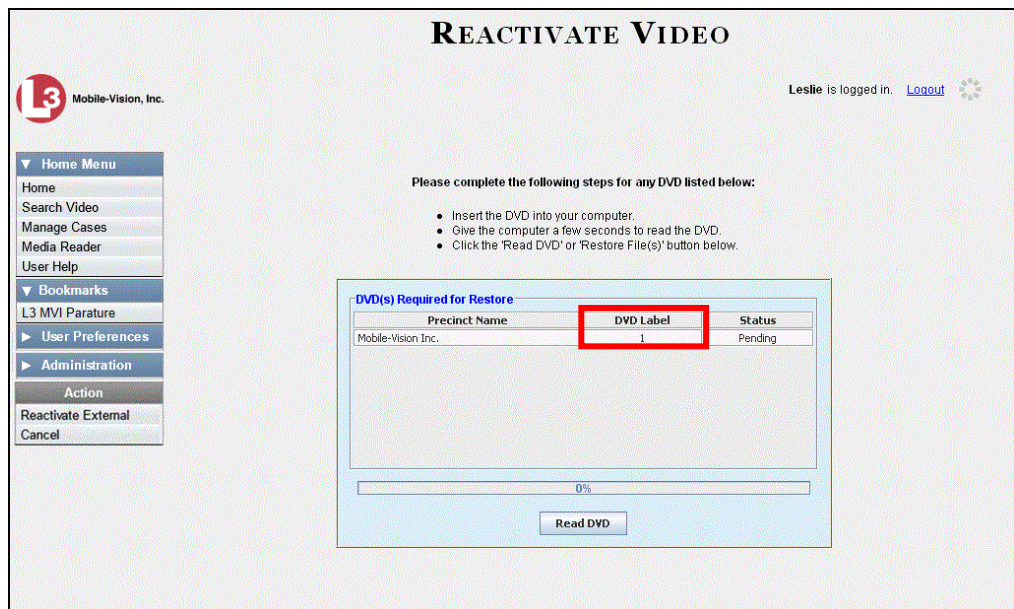 REACTIVATE VIDEO
L3 Mobile-Vision, Inc.
Leslie is logged in. Logout
▼ Home Menu
Home
Search Video
Manage Cases
Media Reader
User Help
▼ Bookmarks
L3 MVI Parature
▶ User Preferences
▶ Administration
Action
Reactivate External
Cancel
Please complete the following steps for any DVD listed below:
• Insert the DVD into your computer.
• Give the computer a few seconds to read the DVD.
• Click the 'Read DVD' or 'Restore File(s)' button below.
DVD(s) Required for Restore
Precinct Name DVD Label Status
Mobile-Vision Inc. 1 Pending
0%
Read DVD